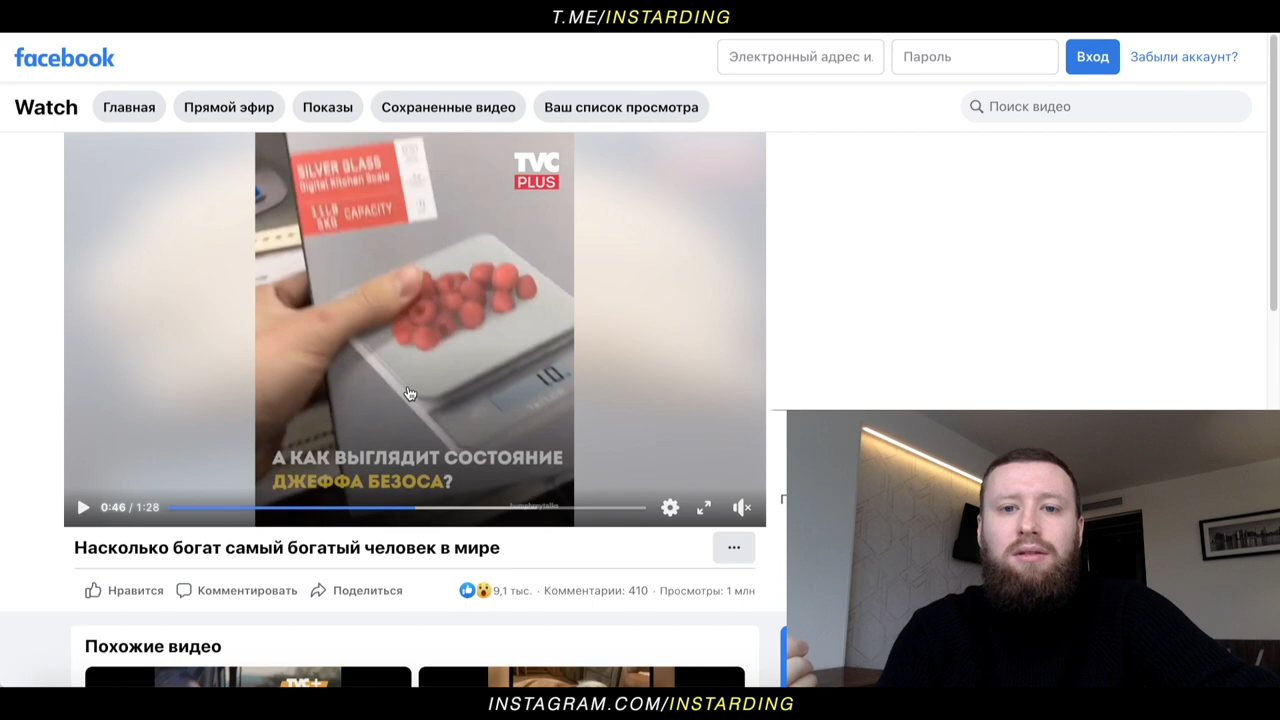 T.ME/INSTARDING
facebook
Электронный адрес и.
Пароль
Вход
Забыли аккаунт?
Watch
Главная
Прямой эфир
Показы
Сохраненные видео
Ваш список просмотра
Поиск видео
SILVER GLASS
Digital Kitchen Scale
11LB
5KG CAPACITY
TVC
PLUS
10
А КАК ВЫГЛЯДИТ СОСТОЯНИЕ
ДЖЕФФА БЕЗОСА?
0:46 / 1:28
Насколько богат самый богатый человек в мире
Нравится
Комментировать
Поделиться
9,1 тыс. · Комментарии: 410 · Просмотры: 1 млн
Похожие видео
INSTAGRAM.COM/INSTARDING